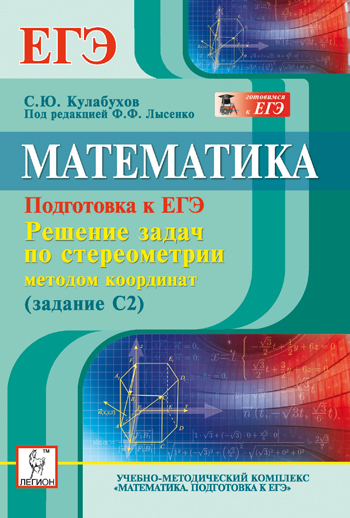 ЕГЭ
С.Ю. Кулабухов
Под редакцией Ф.Ф. Лысенко
готовимся
к ЕГЭ
МАТЕМАТИКА
Подготовка к ЕГЭ
Решение задач
по стереометрии
методом координат
(задание С2)
ЛЕГИОН
УЧЕБНО-МЕТОДИЧЕСКИЙ КОМПЛЕКС
«МАТЕМАТИКА. ПОДГОТОВКА К ЕГЭ»